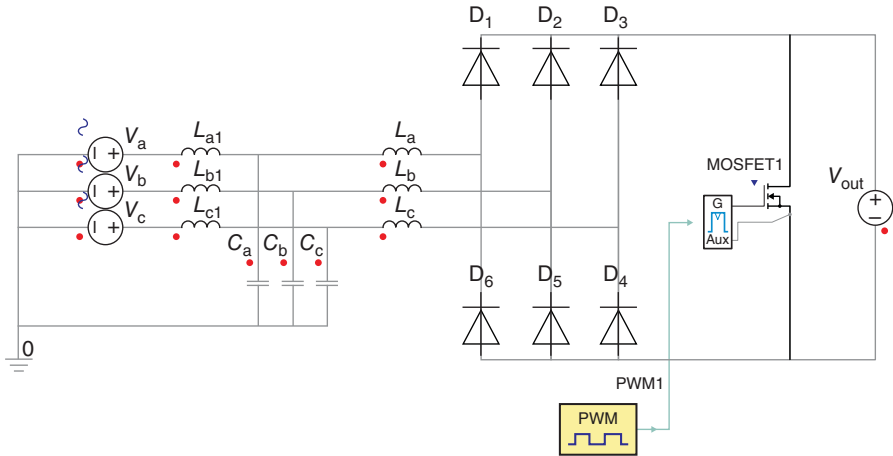 D1 D2 D3
Va La1 La
Vb Lb1 Lb
Vc Lc1 Lc
MOSFET1
Vout
G
Aux
Ca Cb Cc
D6 D5 D4
0
PWM1
PWM